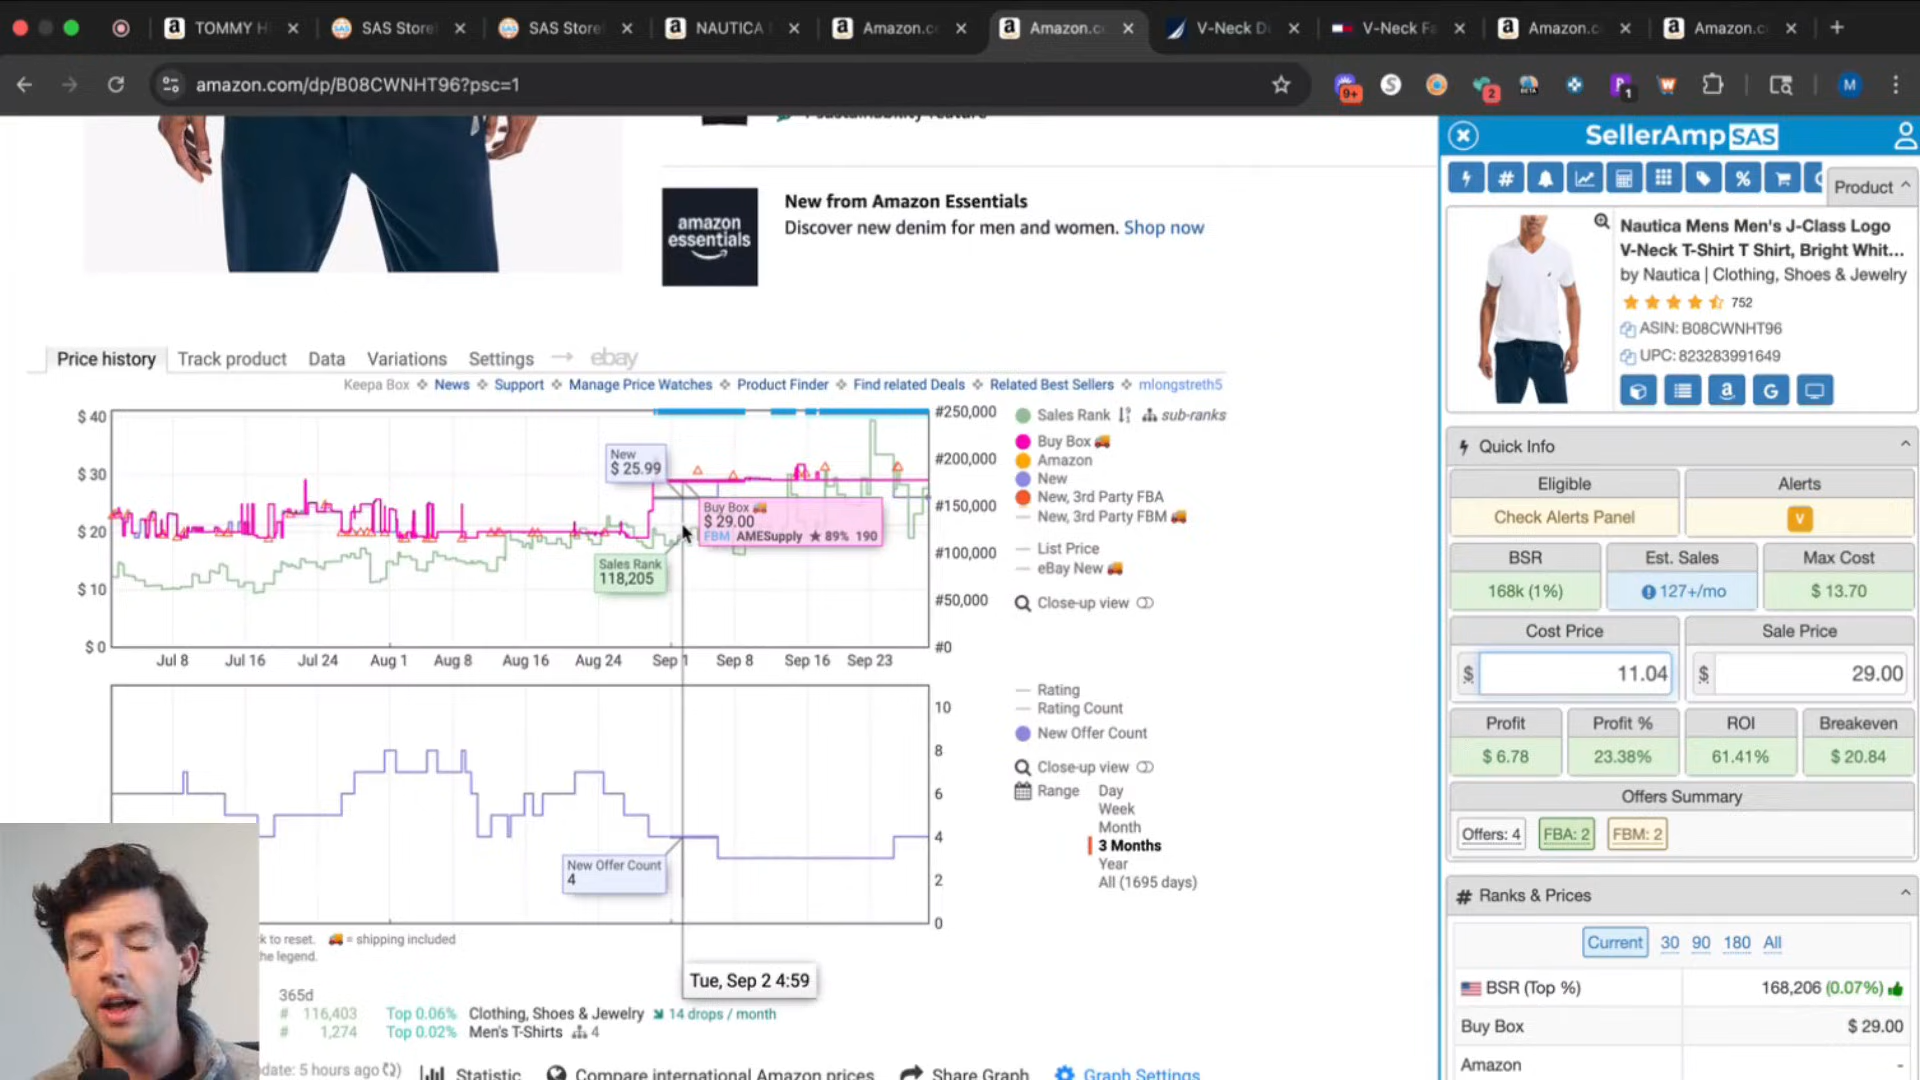 TOMMY H
SAS Store
SAS Store
NAUTICA
Amazon.c
Amazon.c
V-Neck D
V-Neck Fa
Amazon.c
Amazon.c
amazon.com/dp/B08CWNHT96?psc=1
9+
2
BETA
1
M
amazon
essentials
New from Amazon Essentials
Discover new denim for men and women. Shop now
Price history
Track product
Data
Variations
Settings
ebay
Keepa Box
News
Support
Manage Price Watches
Product Finder
Find related Deals
Related Best Sellers
mlongstreth5
$ 40
$ 30
$ 20
$ 10
$ 0
#250,000
#200,000
#150,000
#100,000
#50,000
#0
New
$ 25.99
Buy Box
$ 29.00
FBM AMESupply ★ 89% 190
Sales Rank
118,205
Jul 8
Jul 16
Jul 24
Aug 1
Aug 8
Aug 16
Aug 24
Sep 1
Sep 8
Sep 16
Sep 23
Sales Rank
sub-ranks
Buy Box
Amazon
New
New, 3rd Party FBA
New, 3rd Party FBM
List Price
eBay New
Close-up view
10
8
6
4
2
0
New Offer Count
4
Rating
Rating Count
New Offer Count
Close-up view
Range
Day
Week
Month
3 Months
Year
All (1695 days)
k to reset. = shipping included
he legend.
Tue, Sep 2 4:59
365d
# 116,403 Top 0.06% Clothing, Shoes & Jewelry 14 drops / month
# 1,274 Top 0.02% Men's T-Shirts 4
date: 5 hours ago
Statistic
Compare international Amazon prices
Share Graph
Graph Settings
SellerAmp SAS
Product
Nautica Mens Men's J-Class Logo
V-Neck T-Shirt T Shirt, Bright Whit...
by Nautica | Clothing, Shoes & Jewelry
752
ASIN: B08CWNHT96
UPC: 823283991649
Quick Info
Eligible
Alerts
Check Alerts Panel
V
BSR
Est. Sales
Max Cost
168k (1%)
127+/mo
$ 13.70
Cost Price
Sale Price
$ 11.04
$ 29.00
Profit
Profit %
ROI
Breakeven
$ 6.78
23.38%
61.41%
$ 20.84
Offers Summary
Offers: 4
FBA: 2
FBM: 2
# Ranks & Prices
Current
30
90
180
All
BSR (Top %)
168,206 (0.07%)
Buy Box
$ 29.00
Amazon
-